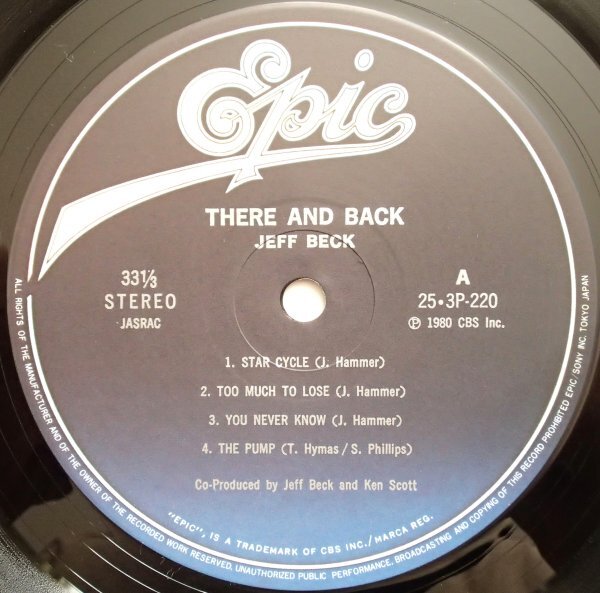 Epic
THERE AND BACK
JEFF BECK
33⅓
STEREO
JASRAC
A
25・3P-220
℗ 1980 CBS Inc.
1. STAR CYCLE (J. Hammer)
2. TOO MUCH TO LOSE (J. Hammer)
3. YOU NEVER KNOW (J. Hammer)
4. THE PUMP (T. Hymas/S. Phillips)
Co-Produced by Jeff Beck and Ken Scott
"EPIC", IS A TRADEMARK OF CBS INC./MARCA REG.
ALL RIGHTS OF THE MANUFACTURER AND OF THE OWNER OF THE RECORDED WORK RESERVED, UNAUTHORIZED PUBLIC PERFORMANCE, BROADCASTING AND COPYING OF THIS RECORD PROHIBITED EPIC/SONY INC. TOKYO JAPAN